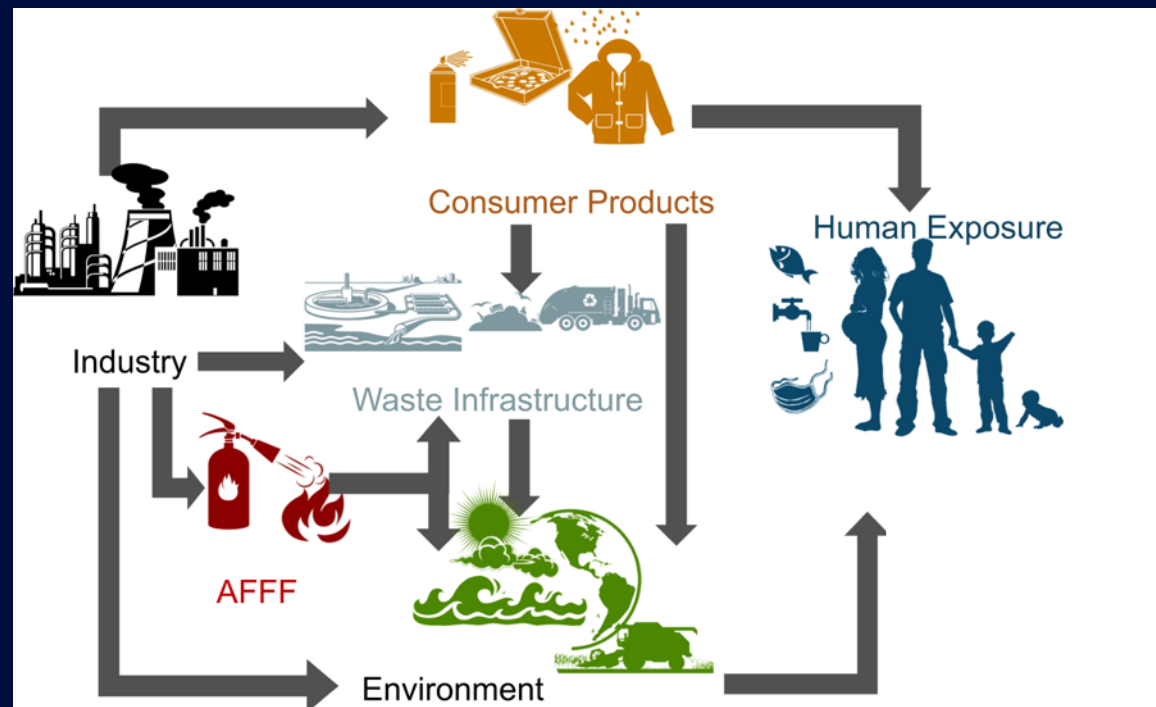 Consumer Products
Human Exposure
Industry
Waste Infrastructure
AFFF
Environment